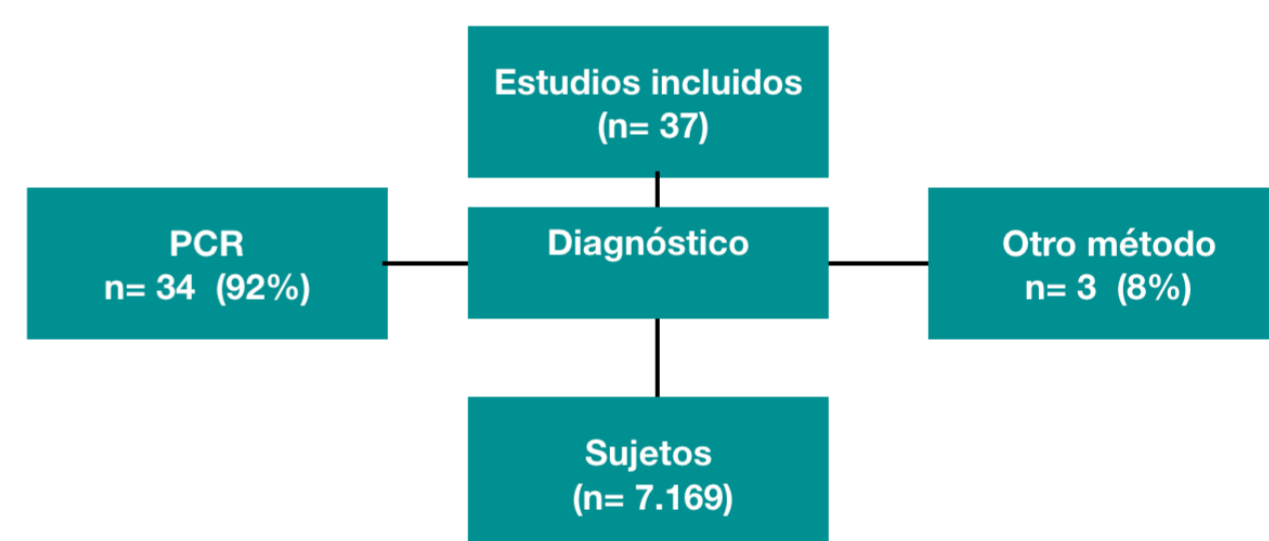 Estudios incluidos
(n= 37)
PCR
n= 34  (92%)
Diagnóstico
Otro método
n= 3  (8%)
Sujetos
(n= 7.169)